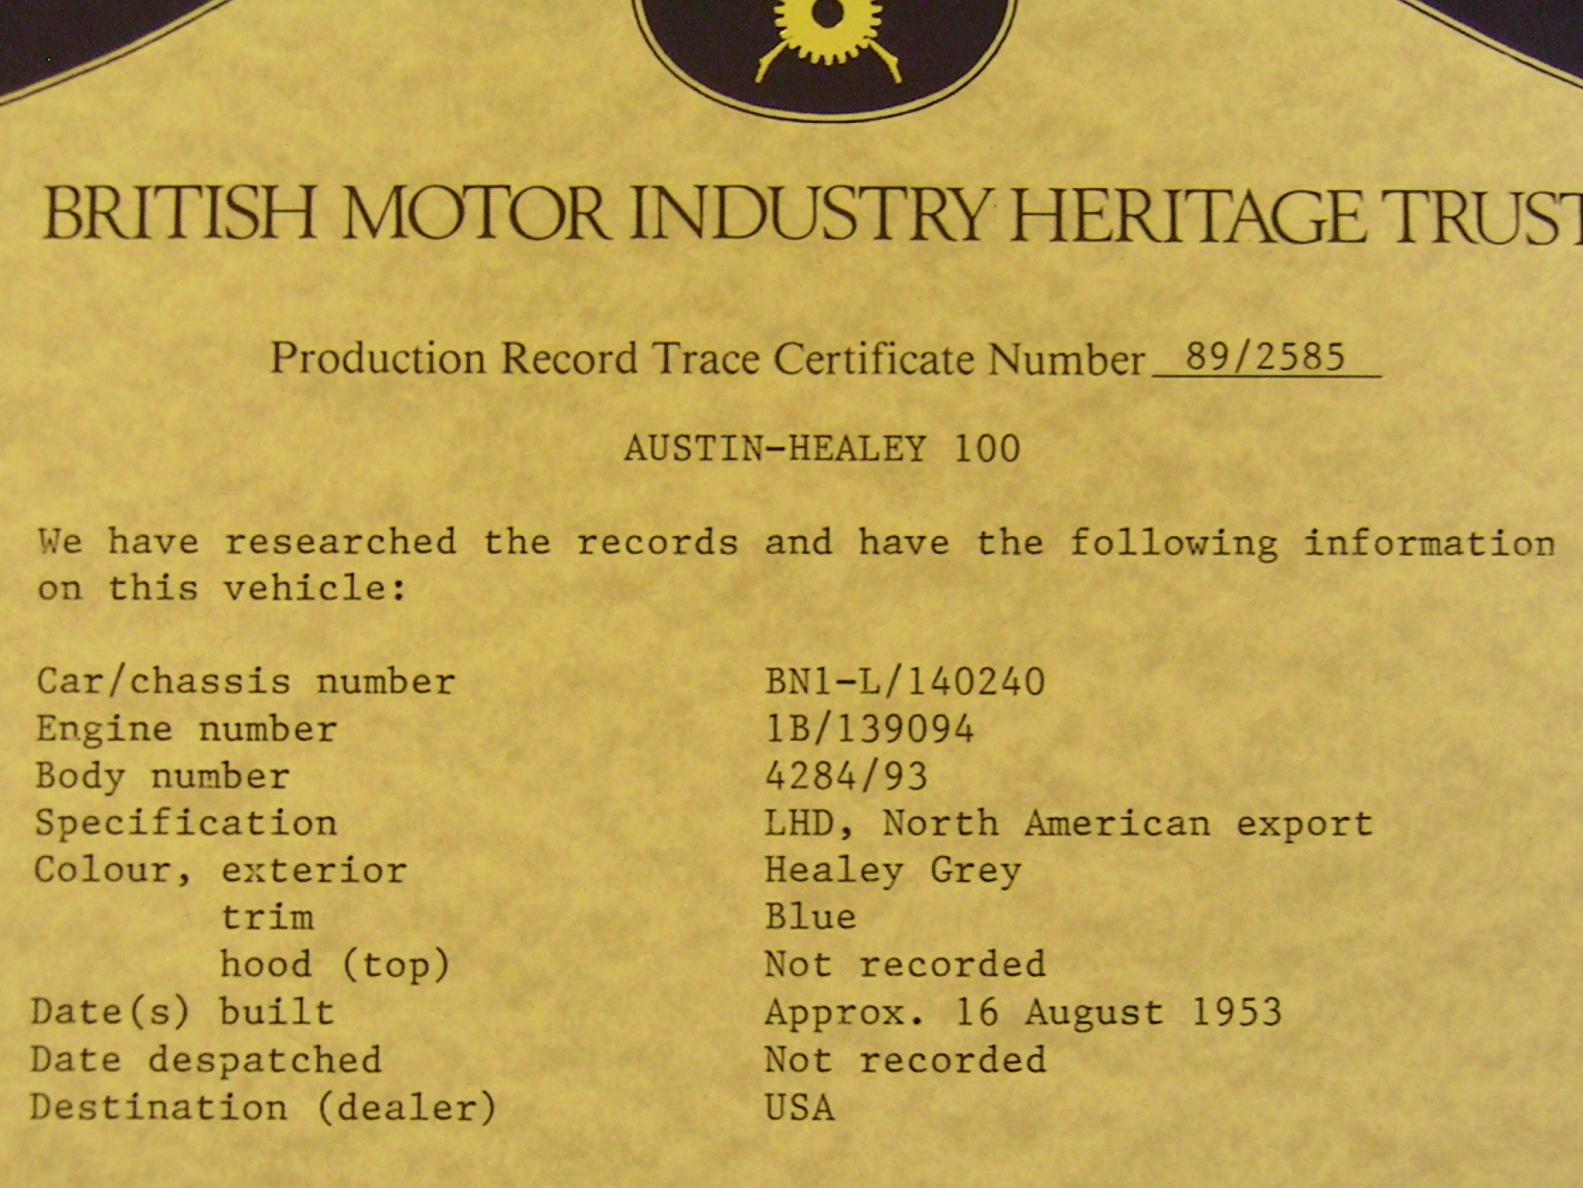 BRITISH MOTOR INDUSTRY HERITAGE TRUST
Production Record Trace Certificate Number 89/2585
AUSTIN-HEALEY 100
We have researched the records and have the following information
on this vehicle:
Car/chassis number BN1-L/140240
Engine number 1B/139094
Body number 4284/93
Specification LHD, North American export
Colour, exterior Healey Grey
trim Blue
hood (top) Not recorded
Date(s) built Approx. 16 August 1953
Date despatched Not recorded
Destination (dealer) USA